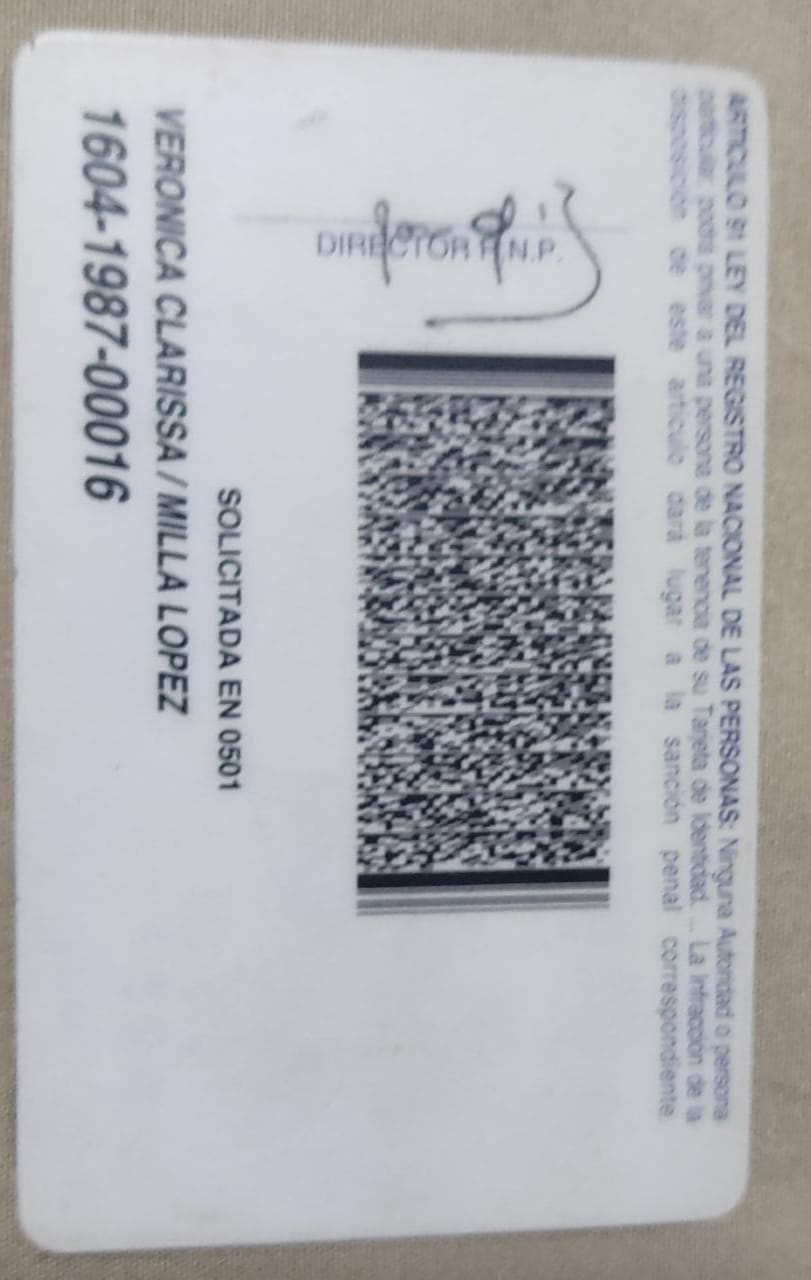 ARTICULO 91 LEY DEL REGISTRO NACIONAL DE LAS PERSONAS: Ninguna Autoridad o persona
particular, podrá privar a una persona de la tenencia de su Tarjeta de Identidad. ... La infracción de la
disposición de este artículo dará lugar a la sanción penal correspondiente.
DIRECTOR R.N.P.
SOLICITADA EN 0501
VERONICA CLARISSA / MILLA LOPEZ
1604-1987-00016